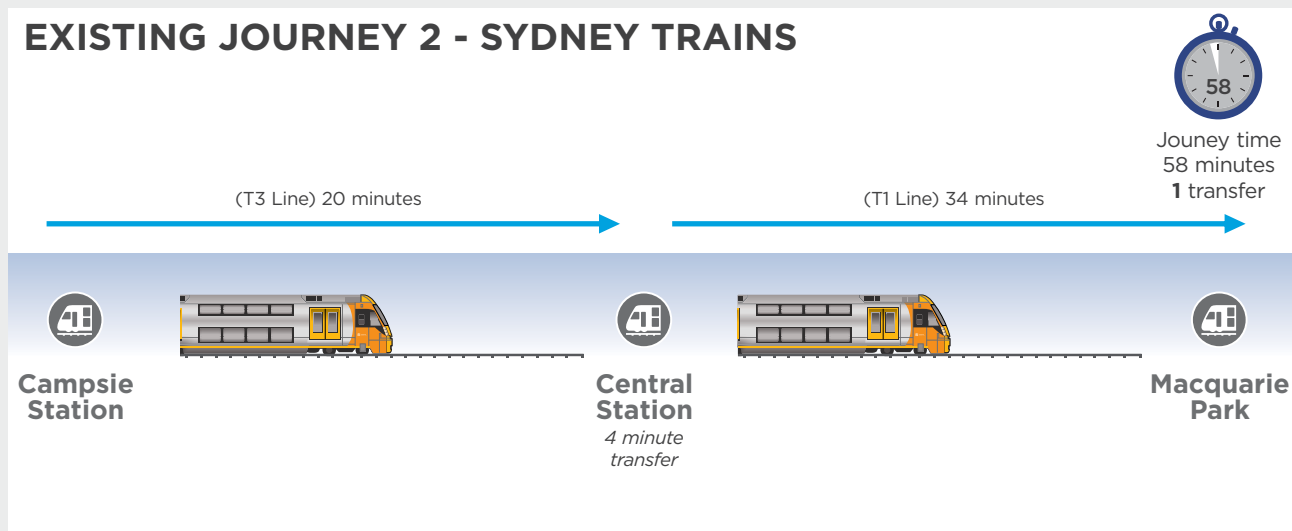 EXISTING JOURNEY 2 - SYDNEY TRAINS
58
Jouney time
58 minutes
1 transfer
(T3 Line) 20 minutes
(T1 Line) 34 minutes
Campsie
Station
Central
Station
4 minute
transfer
Macquarie
Park